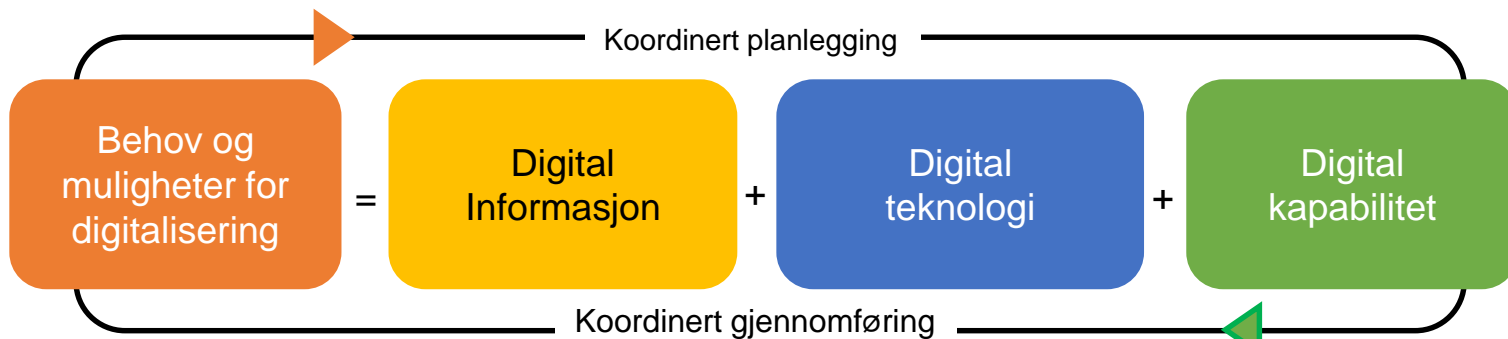 Koordinert planlegging
Behov og
muligheter for
digitalisering
=
Digital
Informasjon
+
Digital
teknologi
+
Digital
kapabilitet
Koordinert gjennomføring